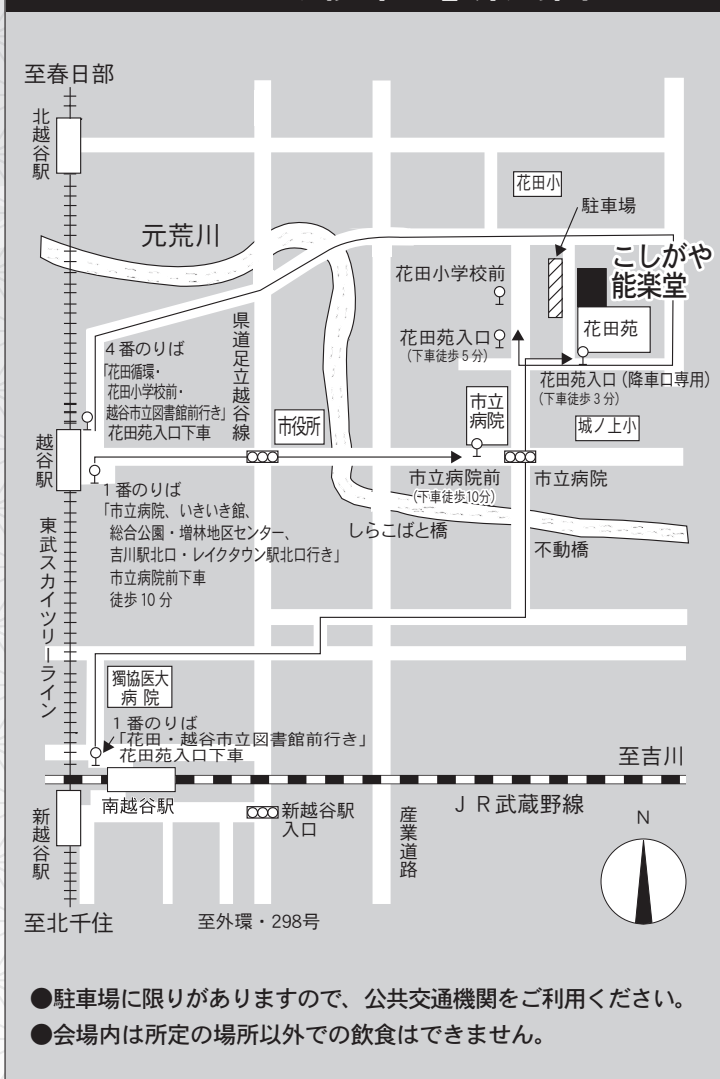 至春日部
北越谷駅
花田小
駐車場
元荒川
こしがや
能楽堂
花田小学校前
花田苑
花田苑入口
(下車徒歩5分)
県道足立越谷線
4番のりば
「花田循環・
花田小学校前・
越谷市立図書館前行き」
花田苑入口下車
花田苑入口(降車口専用)
(下車徒歩3分)
市立
病院
城ノ上小
市役所
越谷駅
市立病院前
(下車徒歩10分)
市立病院
1番のりば
「市立病院、いきいき館、
総合公園・増林地区センター、
吉川駅北口・レイクタウン駅北口行き」
市立病院前下車
徒歩10分
しらこばと橋
不動橋
東武スカイツリーライン
獨協医大
病院
1番のりば
「花田・越谷市立図書館前行き」
花田苑入口下車
至吉川
南越谷駅
JR武蔵野線
新越谷駅
新越谷駅
入口
産業道路
N
至北千住
至外環・298号
●駐車場に限りがありますので、公共交通機関をご利用ください。
●会場内は所定の場所以外での飲食はできません。